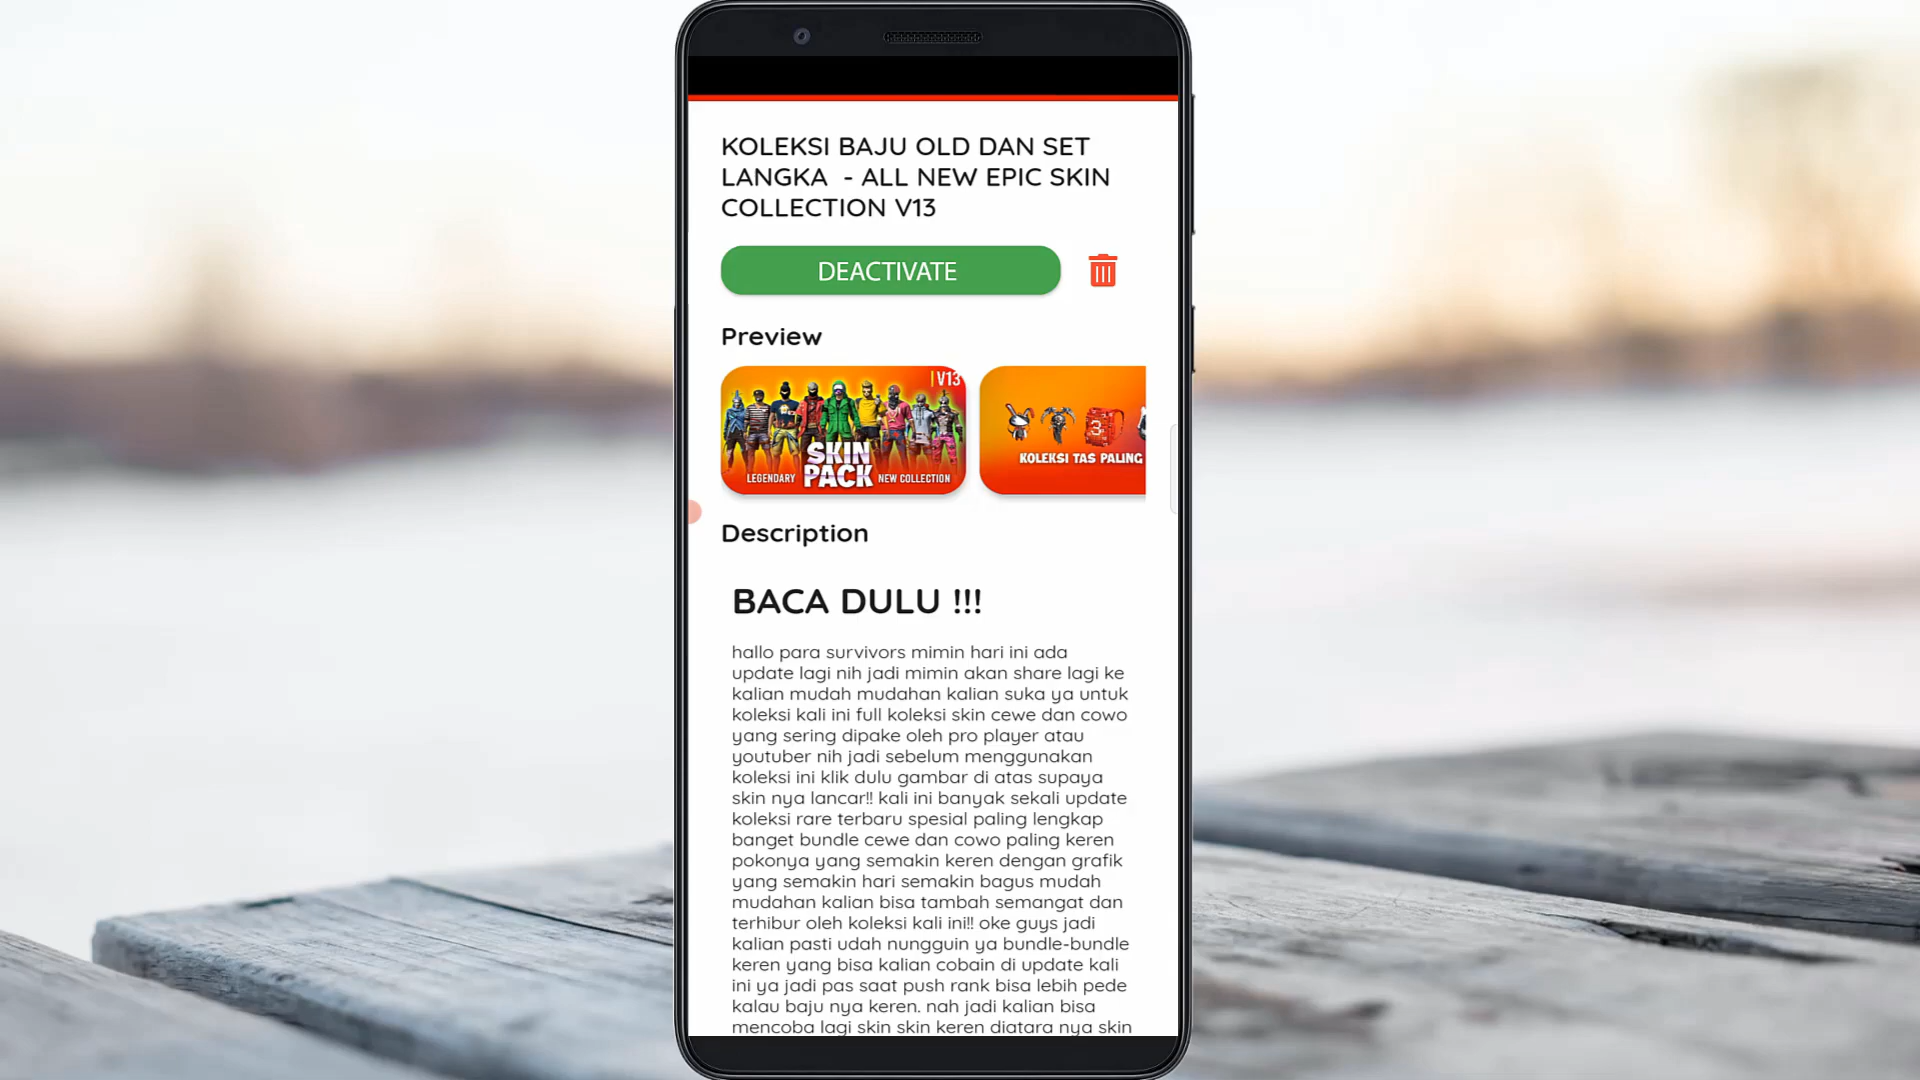 KOLEKSI BAJU OLD DAN SET
LANGKA - ALL NEW EPIC SKIN
COLLECTION V13
DEACTIVATE
Preview
V13
SKIN
PACK
LEGENDARY
NEW COLLECTION
3
KOLEKSI TAS PALING
Description
BACA DULU !!!
hallo para survivors mimin hari ini ada
update lagi nih jadi mimin akan share lagi ke
kalian mudah mudahan kalian suka ya untuk
koleksi kali ini full koleksi skin cewe dan cowo
yang sering dipake oleh pro player atau
youtuber nih jadi sebelum menggunakan
koleksi ini klik dulu gambar di atas supaya
skin nya lancar!! kali ini banyak sekali update
koleksi rare terbaru spesial paling lengkap
banget bundle cewe dan cowo paling keren
pokonya yang semakin keren dengan grafik
yang semakin hari semakin bagus mudah
mudahan kalian bisa tambah semangat dan
terhibur oleh koleksi kali ini!! oke guys jadi
kalian pasti udah nungguin ya bundle-bundle
keren yang bisa kalian cobain di update kali
ini ya jadi pas saat push rank bisa lebih pede
kalau baju nya keren. nah jadi kalian bisa
mencoba lagi skin skin keren diatara nya skin